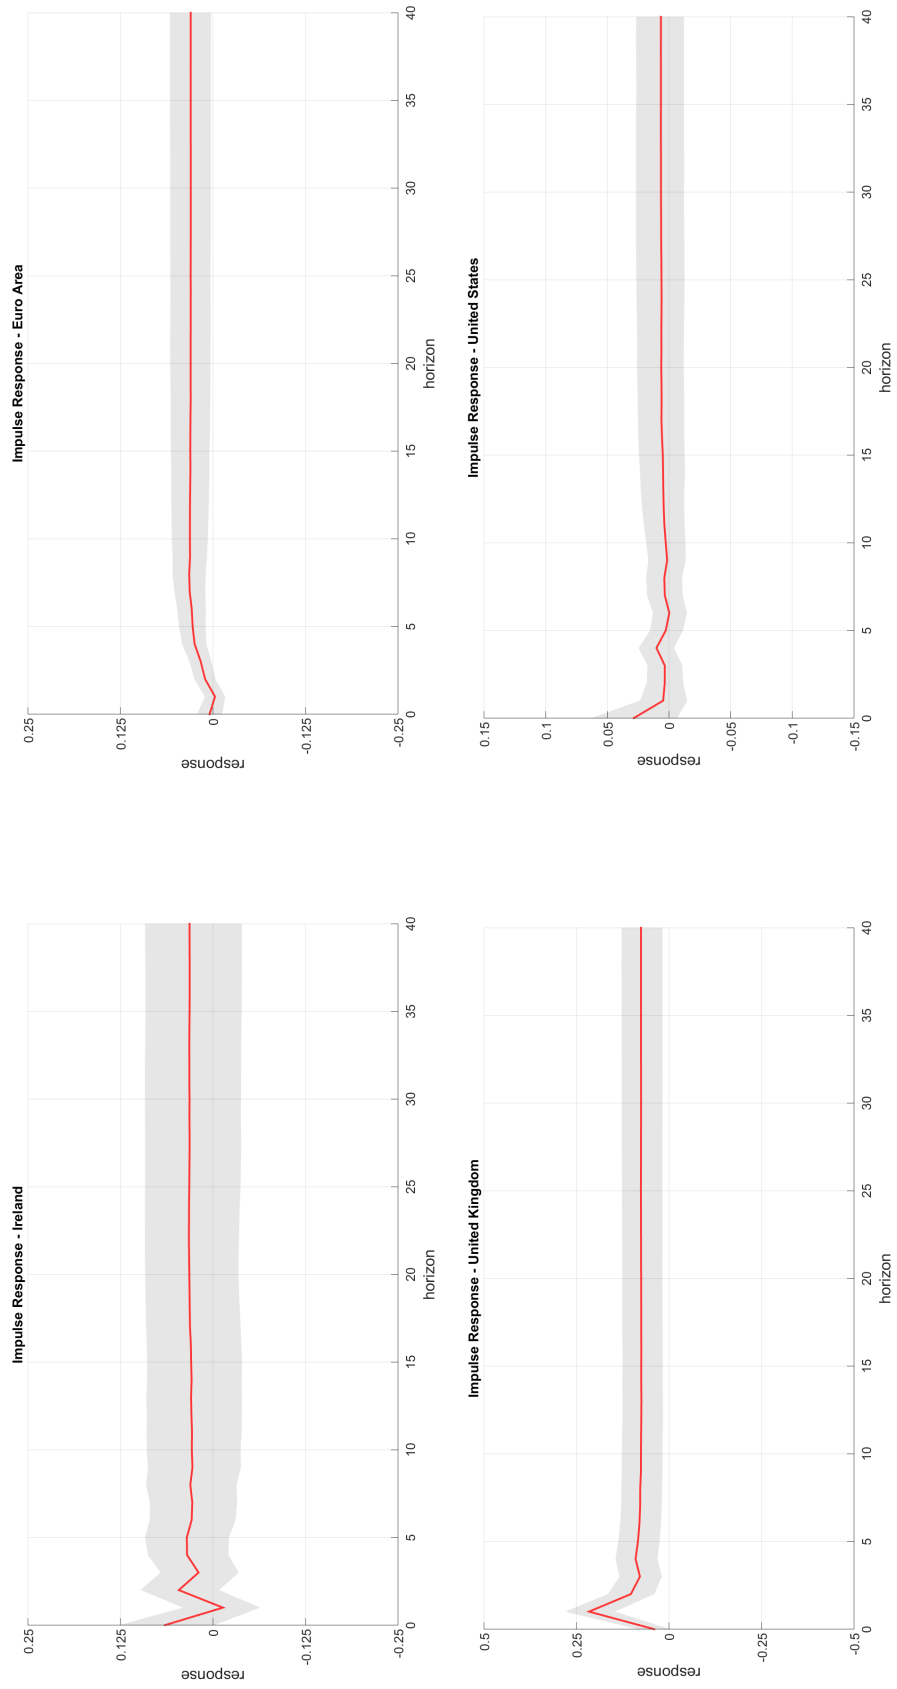 Impulse Response - Ireland
0.25
0.125
0
-0.125
-0.25
response
0 5 10 15 20 25 30 35 40
horizon
Impulse Response - Euro Area
0.25
0.125
0
-0.125
-0.25
response
0 5 10 15 20 25 30 35 40
horizon
Impulse Response - United Kingdom
0.5
0.25
0
-0.25
-0.5
response
0 5 10 15 20 25 30 35 40
horizon
Impulse Response - United States
0.15
0.1
0.05
0
-0.05
-0.1
-0.15
response
0 5 10 15 20 25 30 35 40
horizon